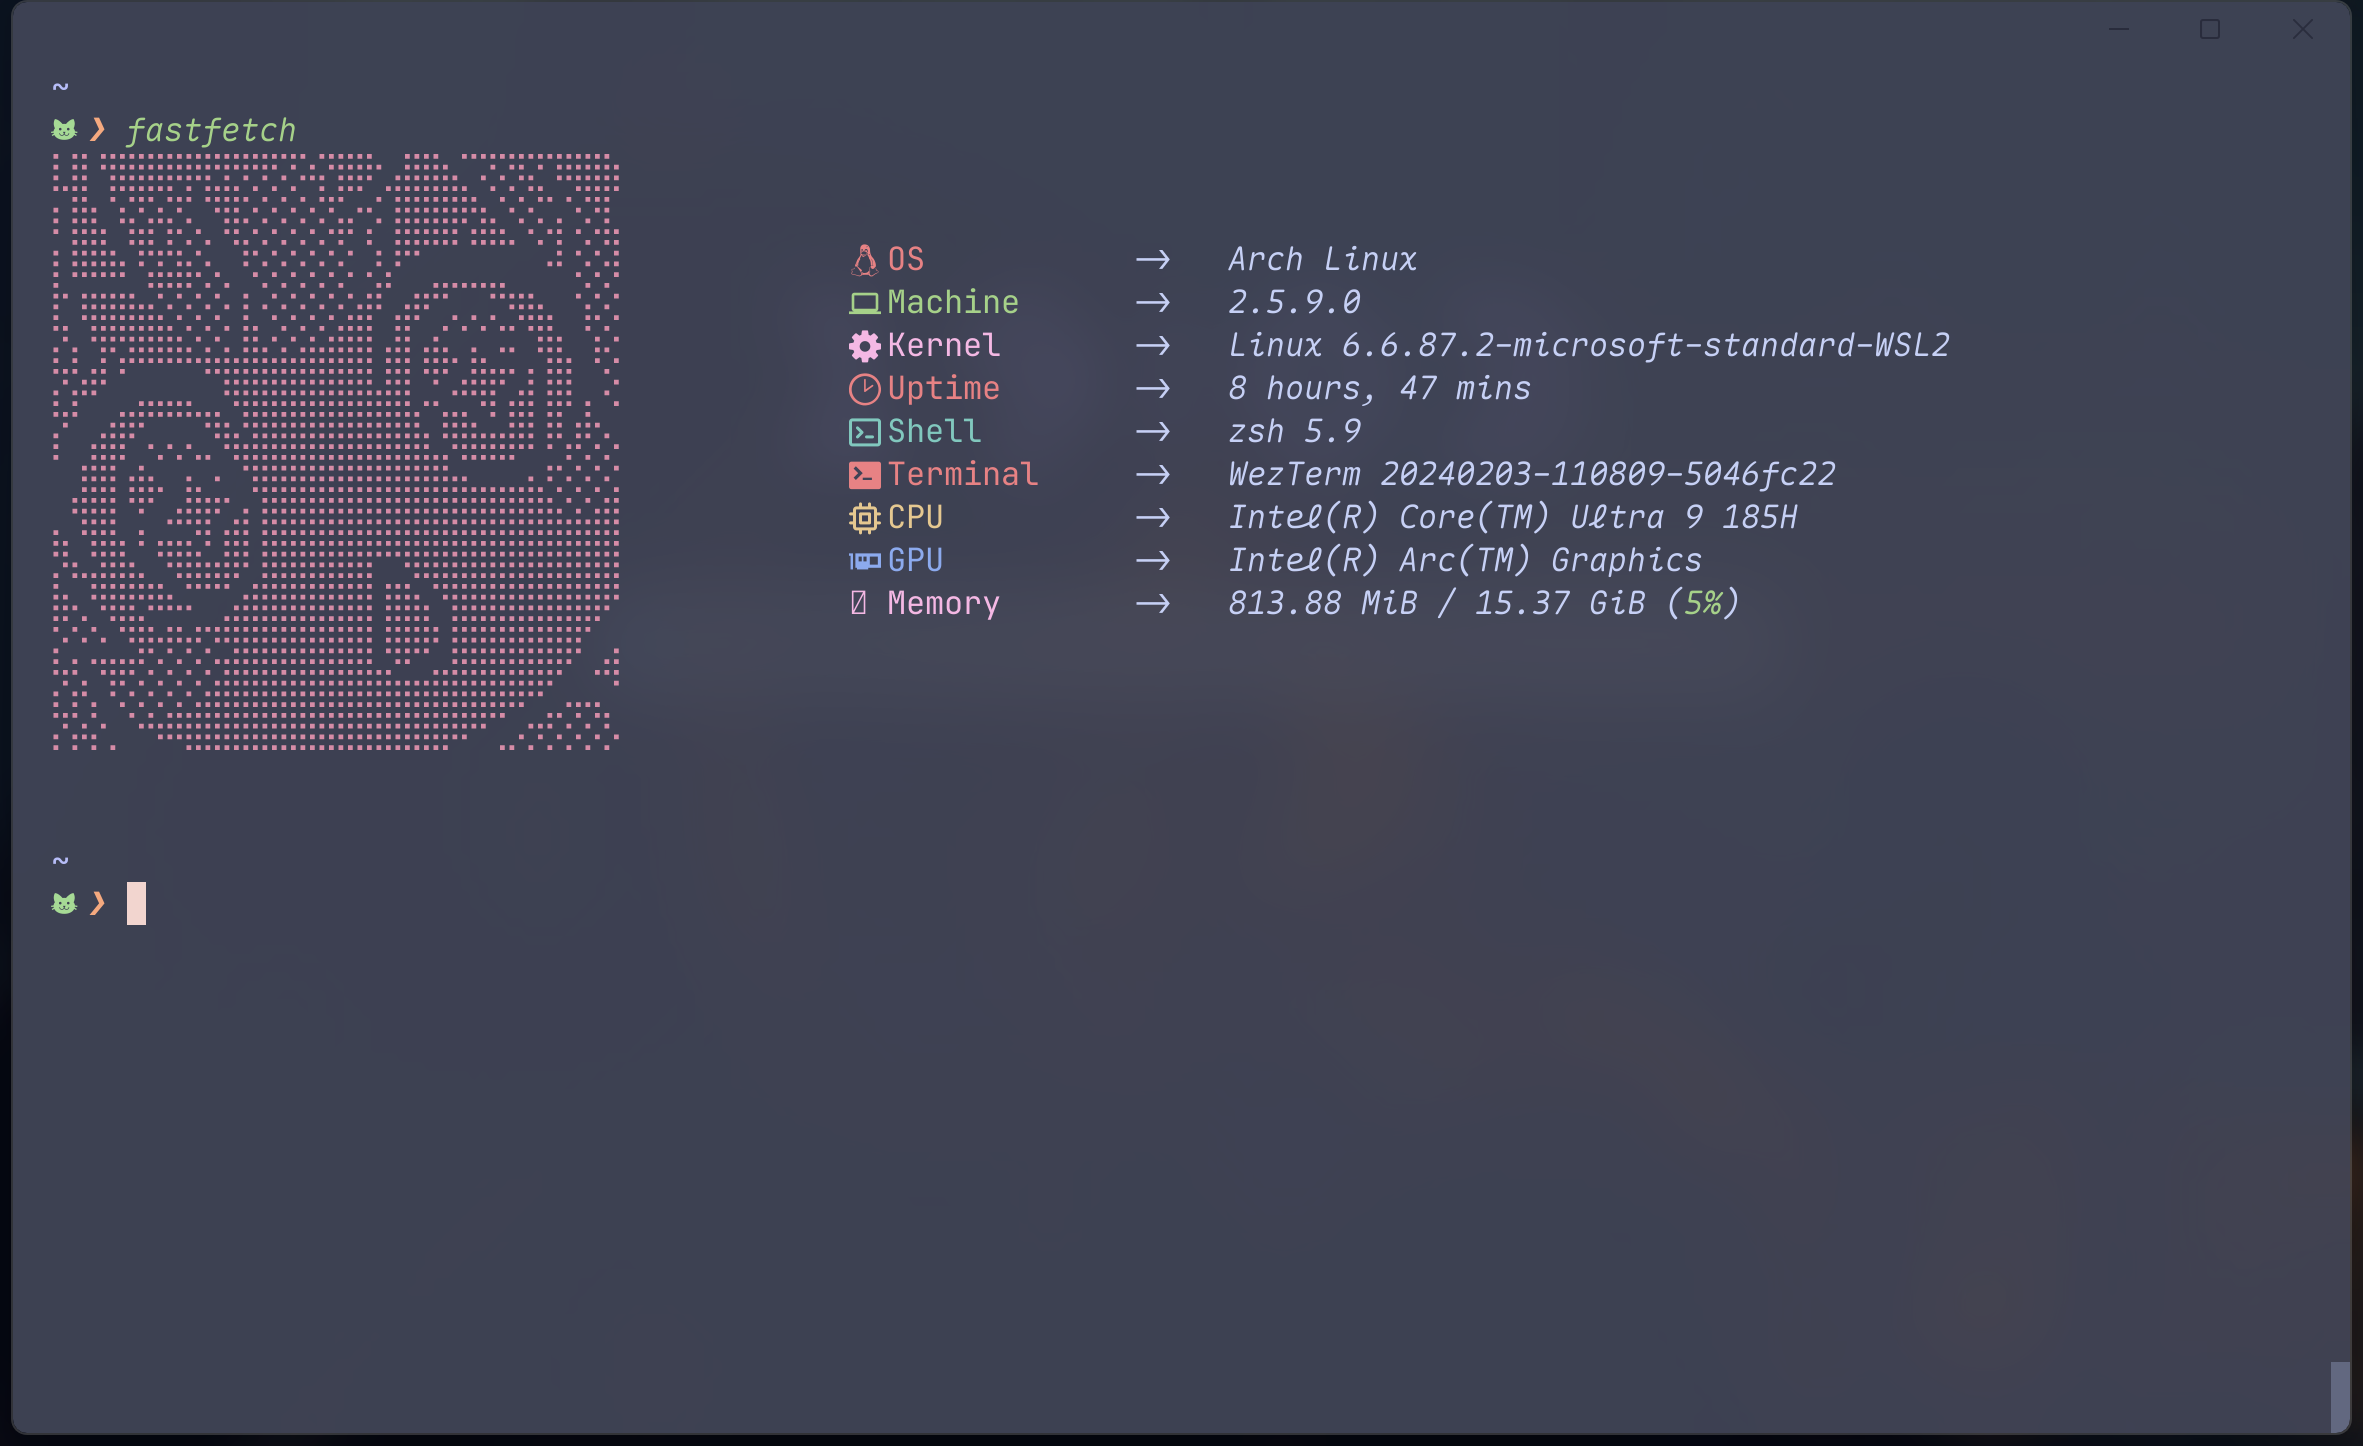 ~
❯ fastfetch
OS → Arch Linux
Machine → 2.5.9.0
Kernel → Linux 6.6.87.2-microsoft-standard-WSL2
Uptime → 8 hours, 47 mins
Shell → zsh 5.9
Terminal → WezTerm 20240203-110809-5046fc22
CPU → Intel(R) Core(TM) Ultra 9 185H
GPU → Intel(R) Arc(TM) Graphics
Memory → 813.88 MiB / 15.37 GiB (5%)
~
❯